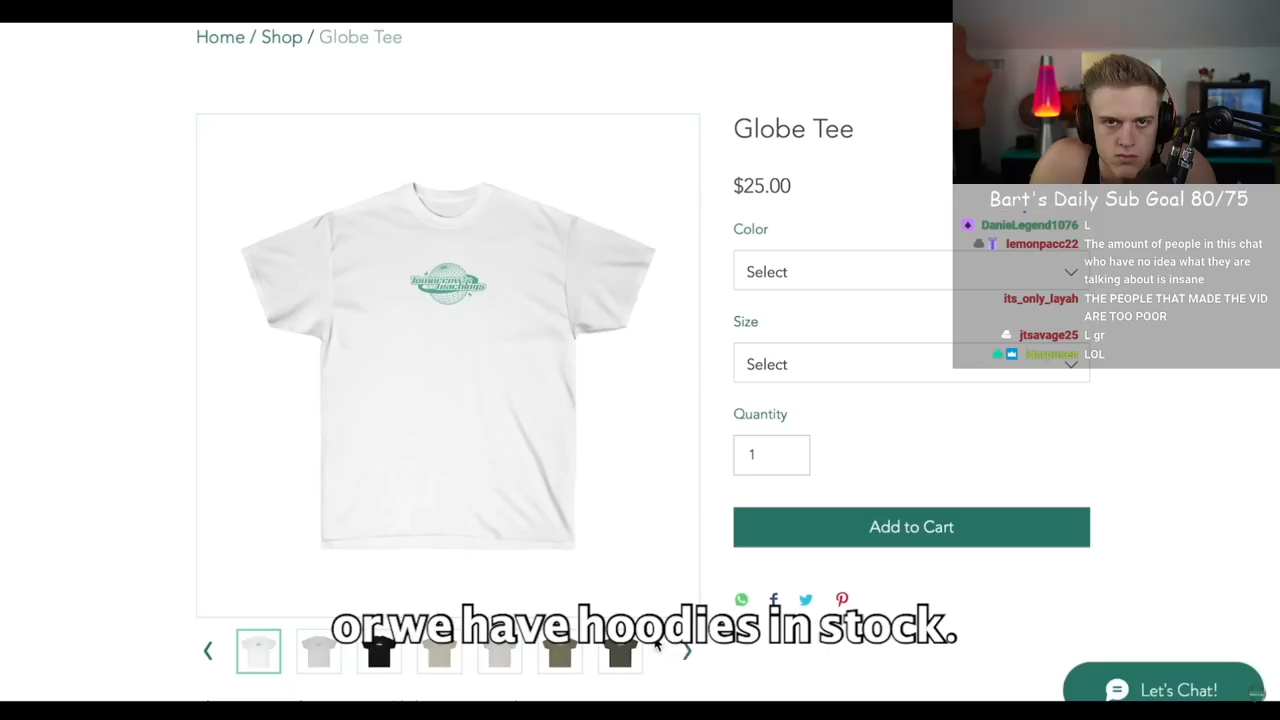 Home / Shop / Globe Tee
Globe Tee
$25.00
Color
Select
Size
Select
Quantity
1
Add to Cart
tomorrow's
teachings
or we have hoodies in stock.
Let's Chat!
Bart's Daily Sub Goal 80/75
DanieLegend1076 L
lemonpacc22 The amount of people in this chat
who have no idea what they are
talking about is insane
its_only_layah THE PEOPLE THAT MADE THE VID
ARE TOO POOR
jtsavage25 L gr
LOL